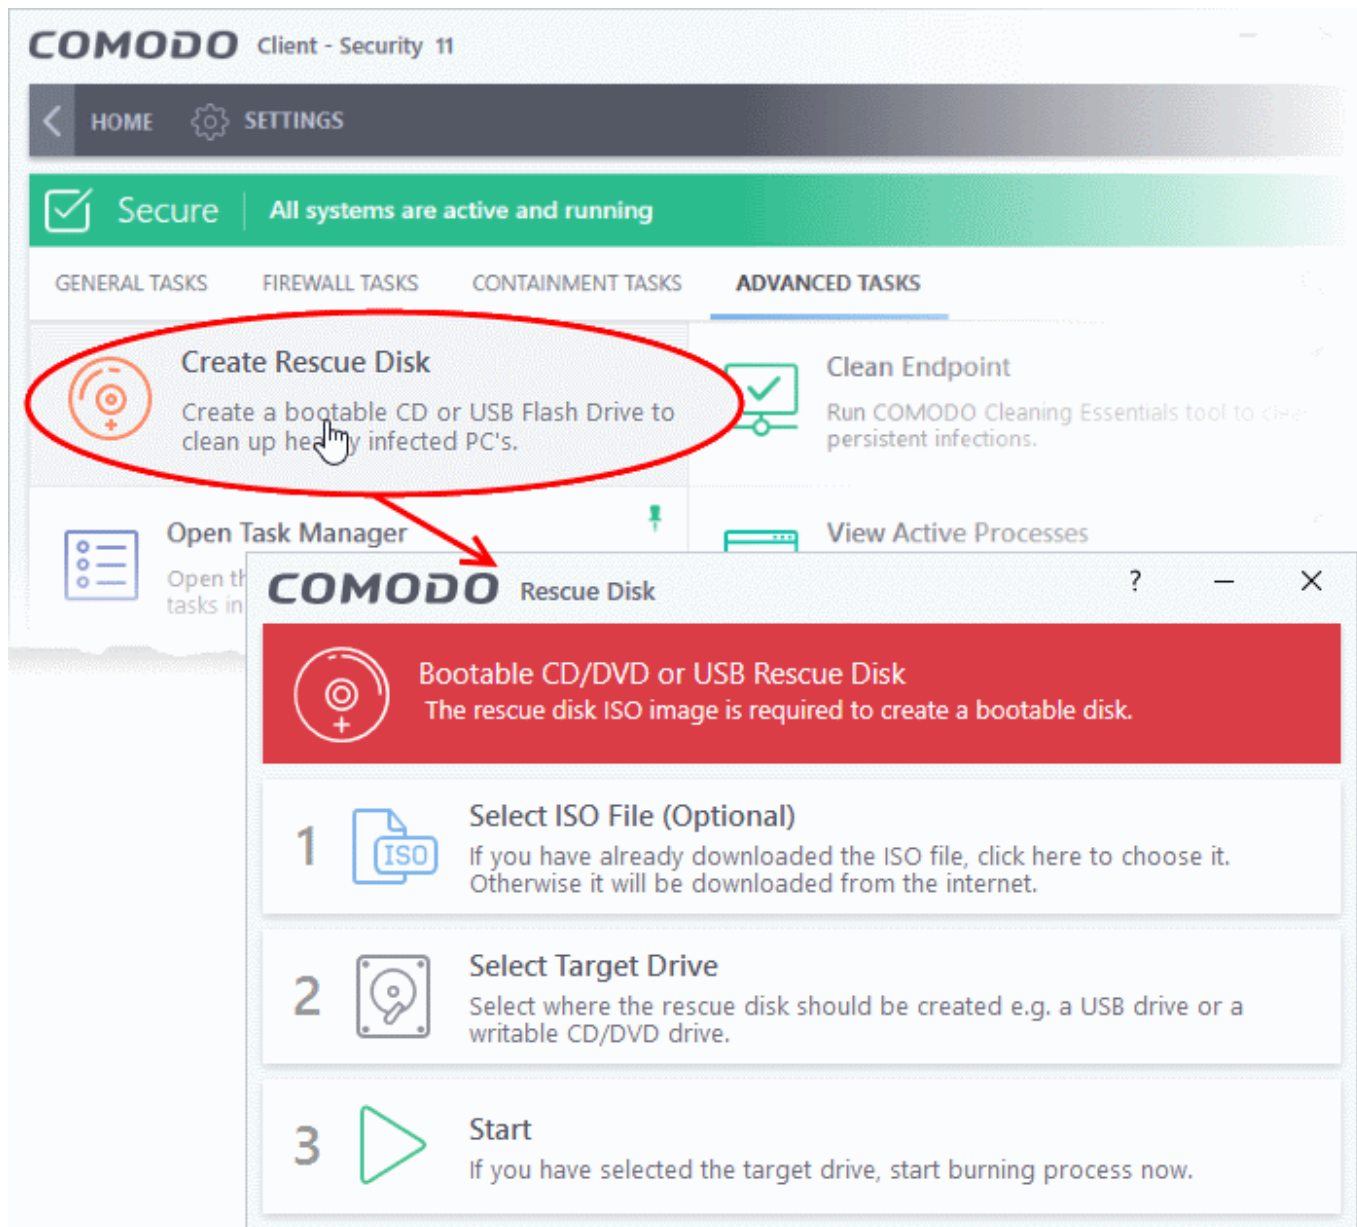 COMODO Client - Security 11
HOME SETTINGS
Secure All systems are active and running
GENERAL TASKS FIREWALL TASKS CONTAINMENT TASKS ADVANCED TASKS
Create Rescue Disk
Create a bootable CD or USB Flash Drive to
clean up infected PC's.
Clean Endpoint
Run COMODO Cleaning Essentials tool to
persistent infections.
Open Task Manager
Open
tasks in
View Active Processes
COMODO Rescue Disk
?
Bootable CD/DVD or USB Rescue Disk
The rescue disk ISO image is required to create a bootable disk.
1 ISO
Select ISO File (Optional)
If you have already downloaded the ISO file, click here to choose it.
Otherwise it will be downloaded from the internet.
2
Select Target Drive
Select where the rescue disk should be created e.g. a USB drive or a
writable CD/DVD drive.
3
Start
If you have selected the target drive, start burning process now.